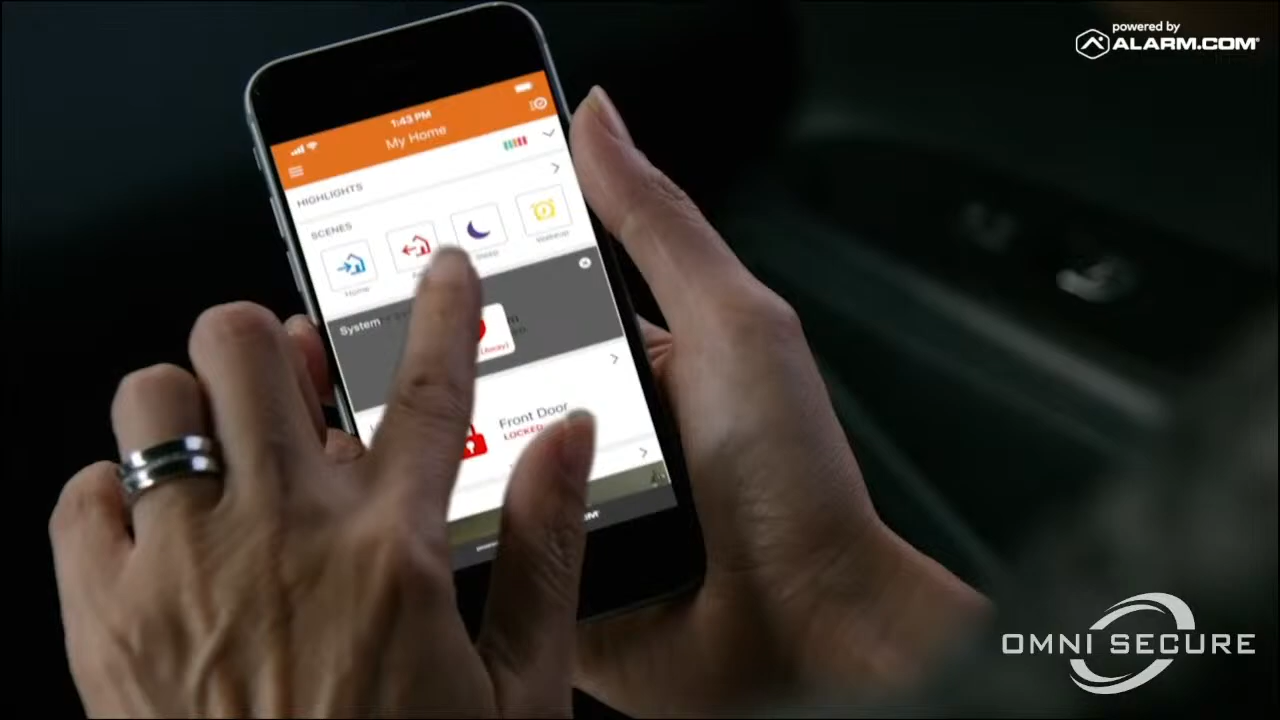 powered by
ALARM.COM
1:43 PM
My Home
HIGHLIGHTS
SCENES
Home
Sleep
Wakeup
System
(Away)
Front Door
LOCKED
OMNI SECURE